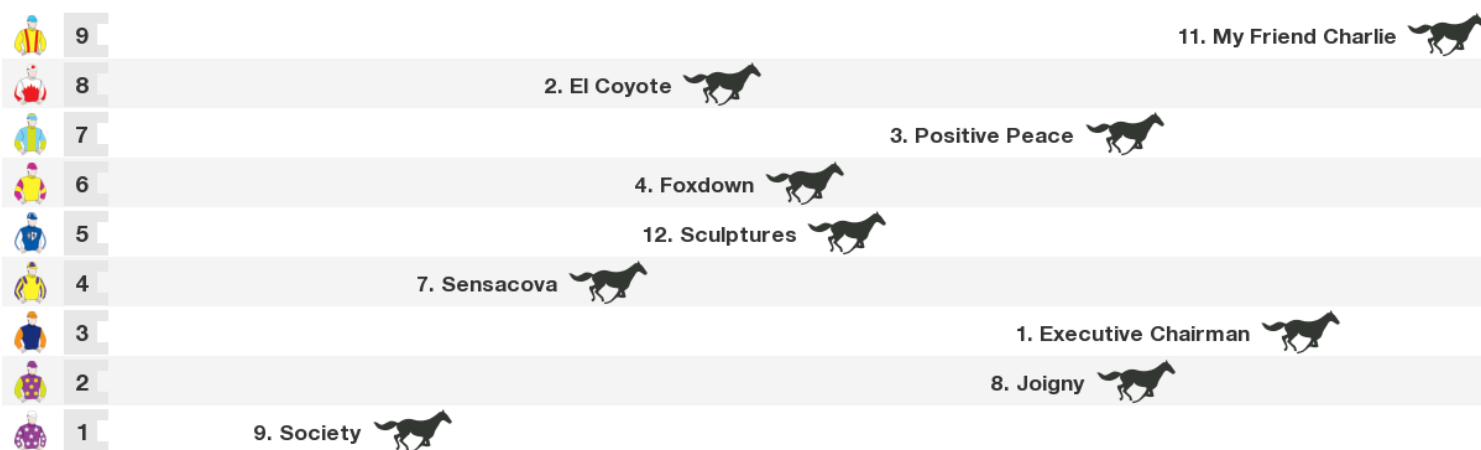 9 11. My Friend Charlie
8 2. El Coyote
7 3. Positive Peace
6 4. Foxdown
5 12. Sculptures
4 7. Sensacova
3 1. Executive Chairman
2 8. Joigny
1 9. Society